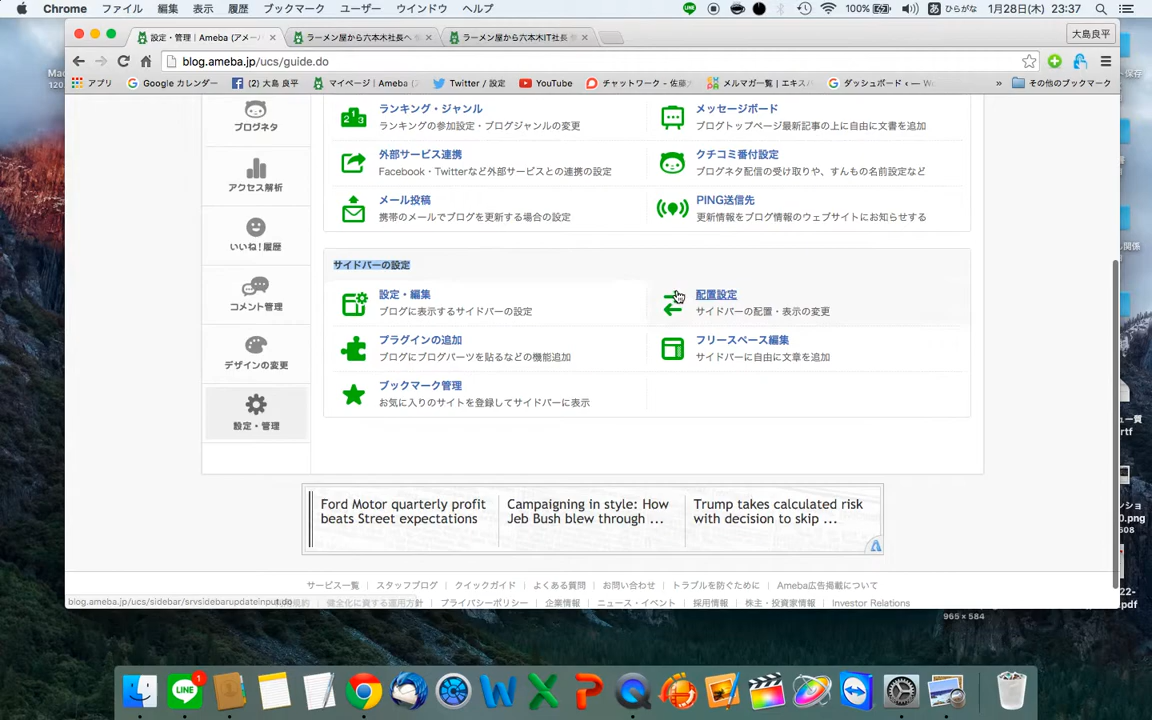 Chrome ファイル 編集 表示 履歴 ブックマーク ユーザー ウインドウ ヘルプ 100% あ ひらがな 1月28日(木) 23:37
設定・管理 | Ameba (アメー ラーメン屋から六本木社長へ ラーメン屋から六本木IT社長 大島良平
blog.ameba.jp/ucs/guide.do
アプリ Google カレンダー (2) 大島 良平 マイページ | Ameba ( Twertter / 設定 YouTube チャットワーク - 佐藤 メルマガ一覧 | エキス ダッシュボード ‹ — W » その他のブックマーク
ブログネタ
アクセス解析
いいね!履歴
コメント管理
デザインの変更
設定・管理
ランキング・ジャンル
ランキングの参加設定・ブログジャンルの変更
メッセージボード
ブログトップページ最新記事の上に自由に文書を追加
外部サービス連携
Facebook・Twitterなど外部サービスとの連携の設定
クチコミ番付設定
ブログネタ配信の受け取りや、すんもの名前設定など
メール投稿
携帯のメールでブログを更新する場合の設定
PING送信先
更新情報をブログ情報のウェブサイトにお知らせする
サイドバーの設定
設定・編集
ブログに表示するサイドバーの設定
配置設定
サイドバーの配置・表示の変更
プラグインの追加
ブログにブログパーツを貼るなどの機能追加
フリースペース編集
サイドバーに自由に文章を追加
ブックマーク管理
お気に入りのサイトを登録してサイドバーに表示
Ford Motor quarterly profit
beats Street expectations
Campaigning in style: How
Jeb Bush blew through ...
Trump takes calculated risk
with decision to skip ...
サービス一覧 スタッフブログ クイックガイド よくある質問 お問い合わせ トラブルを防ぐために Ameba広告掲載について
健全化に資する運用方針 プライバシーポリシー 企業情報 ニュース・イベント 採用情報 株主・投資家情報 Investor Relations
blog.ameba.jp/ucs/sidebar/srvsidebarupdateinput.do
965 × 584
1